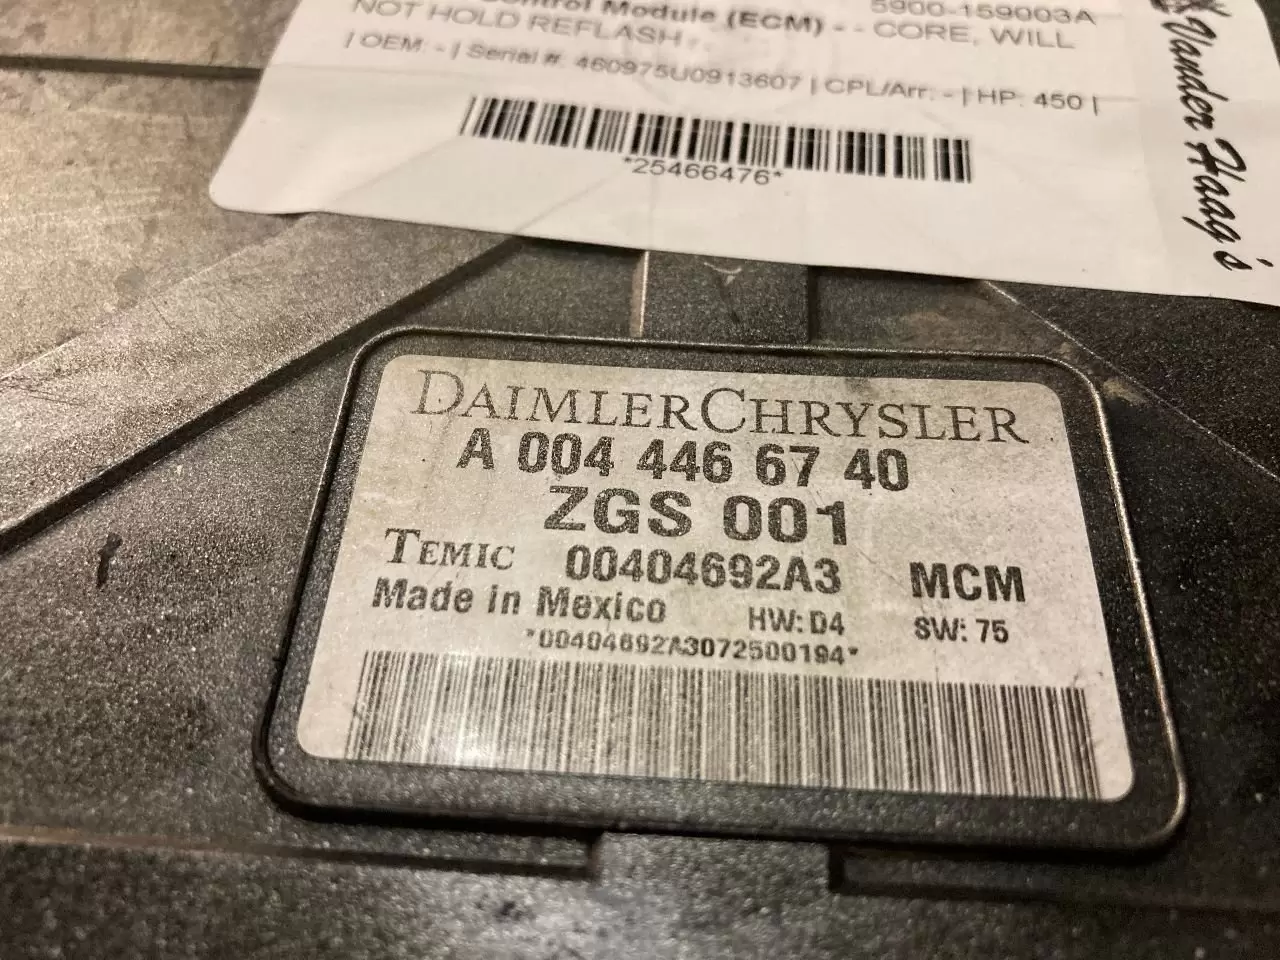 ntrol Module (ECM) - - CORE, WILL
5900-159003A
NOT HOLD REFLASH
| OEM: - | Serial #: 460975U0913607 | CPL/Arr: - | HP: 450 |
*25466476*
Vander Haag's
DAIMLERCHRYSLER
A 004 446 67 40
ZGS 001
TEMIC 00404692A3 MCM
Made in Mexico HW: D4 SW: 75
*00404692A3072500194*